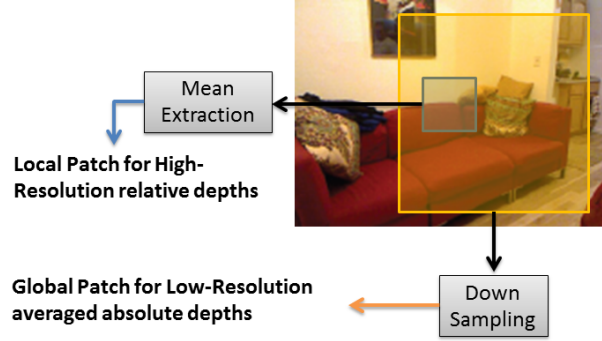 Mean
Extraction
Local Patch for High-
Resolution relative depths
Global Patch for Low-Resolution
averaged absolute depths
Down
Sampling